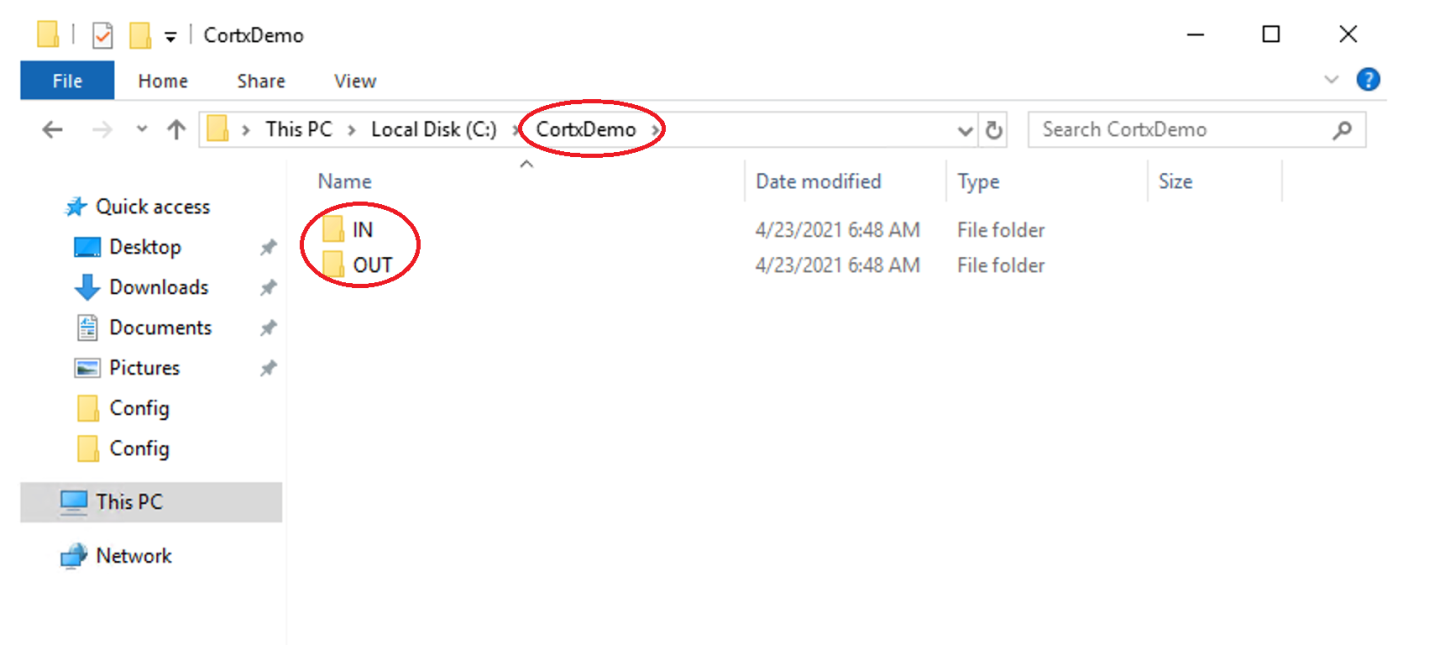 CortxDemo
File Home Share View
This PC Local Disk (C:) CortxDemo Search CortxDemo
Name Date modified Type Size
Quick access
Desktop
Downloads
Documents
Pictures
Config
Config
This PC
Network
IN 4/23/2021 6:48 AM File folder
OUT 4/23/2021 6:48 AM File folder